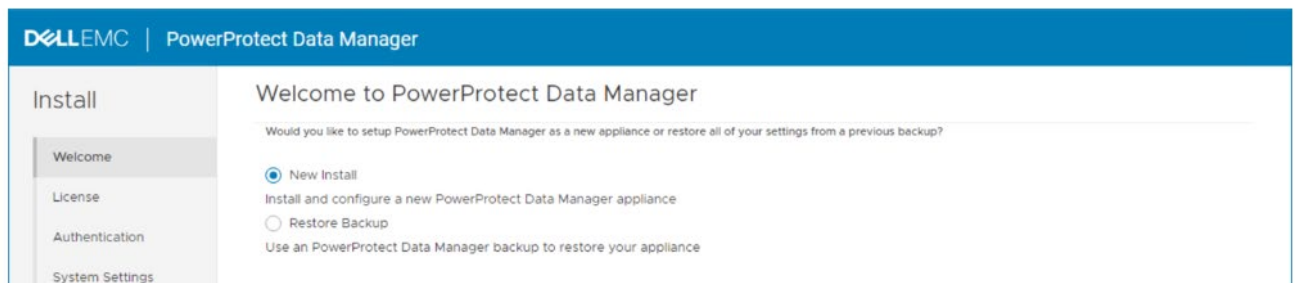 DELLEMC | PowerProtect Data Manager
Install
Welcome
License
Authentication
System Settings
Welcome to PowerProtect Data Manager
Would you like to setup PowerProtect Data Manager as a new appliance or restore all of your settings from a previous backup?
New Install
Install and configure a new PowerProtect Data Manager appliance
Restore Backup
Use an PowerProtect Data Manager backup to restore your appliance